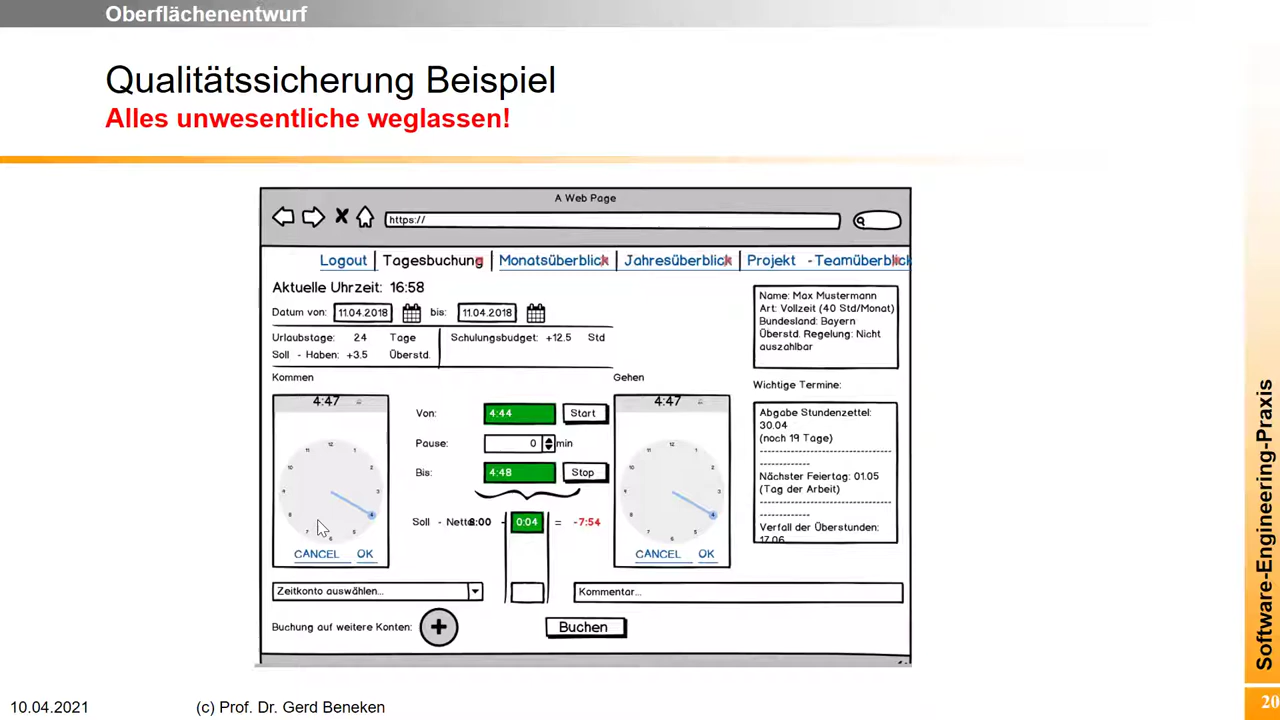 Oberflächenentwurf
Qualitätssicherung Beispiel
Alles unwesentliche weglassen!
A Web Page
https://
Logout Tagesbuchung Monatsüberblick Jahresüberblick Projekt -Teamüberblick
Aktuelle Uhrzeit: 16:58
Datum von: 11.04.2018 bis: 11.04.2018
Urlaubstage: 24 Tage Schulungsbudget: +12.5 Std
Soll - Haben: +3.5 Überstd.
Name: Max Mustermann
Art: Vollzeit (40 Std/Monat)
Bundesland: Bayern
Überstd. Regelung: Nicht
auszahlbar
Kommen
Gehen
Wichtige Termine:
4:47
CANCEL OK
Von: 4:44 Start
Pause: 0 min
Bis: 4:48 Stop
Soll - Netto 8:00 - 0:04 = -7:54
4:47
CANCEL OK
Abgabe Stundenzettel:
30.04
(noch 19 Tage)
Nächster Feiertag: 01.05
(Tag der Arbeit)
Verfall der Überstunden:
17.06
Zeitkonto auswählen...
Kommentar...
Buchung auf weitere Konten: +
Buchen
Software-Engineering-Praxis
10.04.2021
(c) Prof. Dr. Gerd Beneken
20